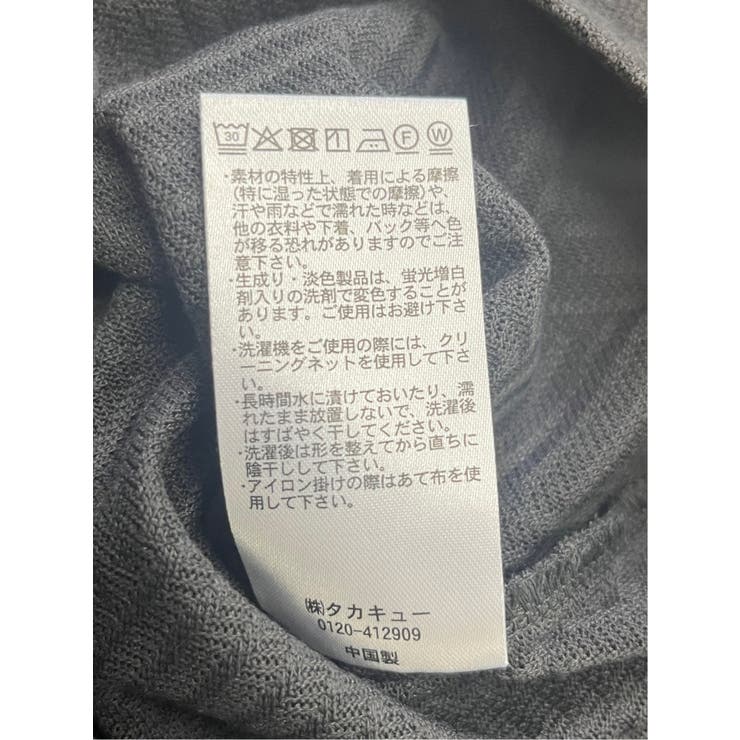 30 F W
・素材の特性上、着用による摩擦
(特に湿った状態での摩擦)や、
汗や雨などで濡れた時などは、
他の衣料や下着、バック等へ色
が移る恐れがありますのでご注
意下さい。
・生成り・淡色製品は、蛍光増白
剤入りの洗剤で変色することが
あります。ご使用はお避け下さ
い。
・洗濯機をご使用の際には、クリ
ーニングネットを使用して下さ
い。
・長時間水に漬けておいたり、濡
れたまま放置しないで、洗濯後
はすばやく干してください。
・洗濯後は形を整えてから直ちに
陰干しして下さい。
・アイロン掛けの際はあて布を使
用して下さい。
㈱タカキュー
0120-412909
中国製